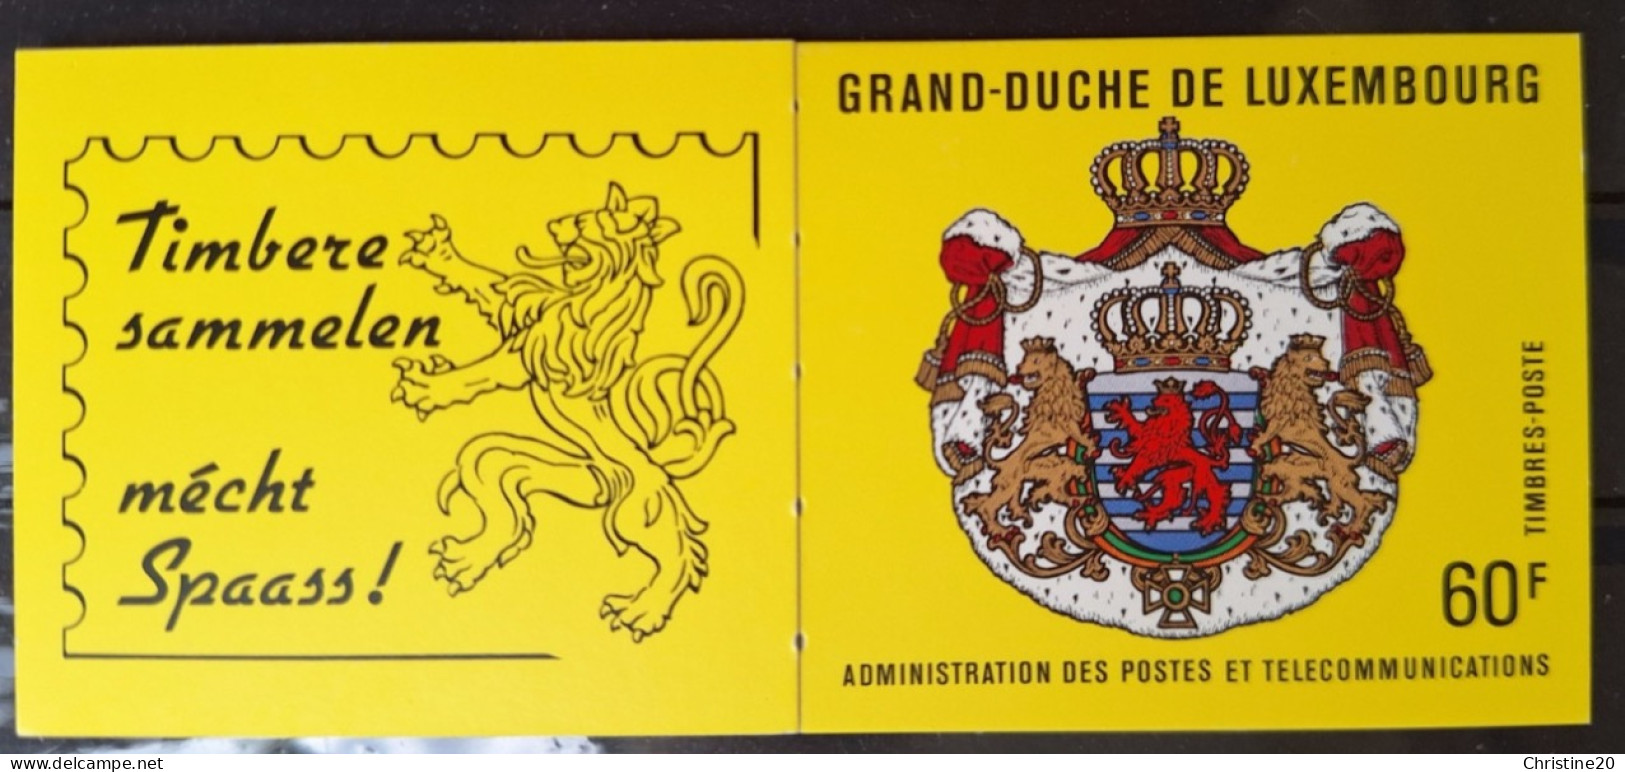 Timbere
sammelen
mécht
Spaass!
GRAND-DUCHE DE LUXEMBOURG
TIMBRES-POSTE
60F
ADMINISTRATION DES POSTES ET TELECOMMUNICATIONS
www.delcampe.net
Christine20